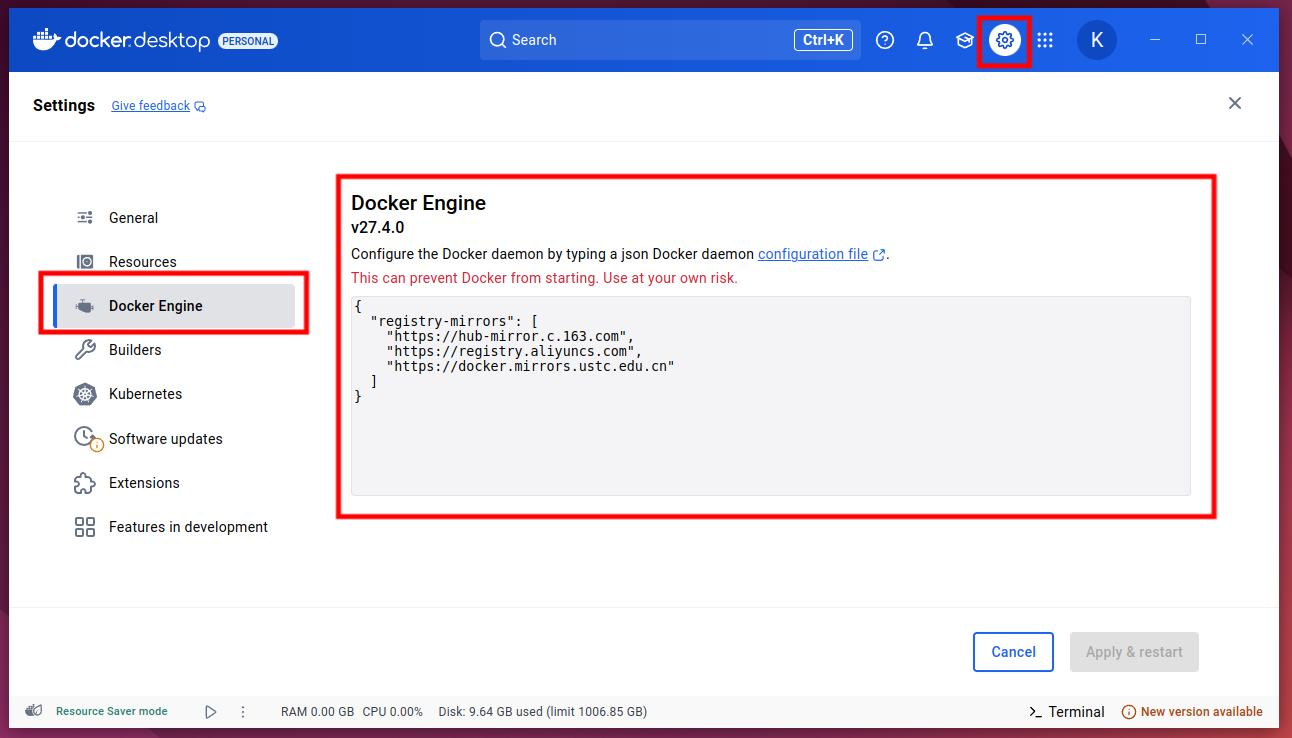 docker.desktop PERSONAL Search Ctrl+K K
Settings Give feedback
General
Resources
Docker Engine
Builders
Kubernetes
Software updates
Extensions
Features in development
Docker Engine
v27.4.0
Configure the Docker daemon by typing a json Docker daemon configuration file.
This can prevent Docker from starting. Use at your own risk.
{
  "registry-mirrors": [
    "https://hub-mirror.c.163.com",
    "https://registry.aliyuncs.com",
    "https://docker.mirrors.ustc.edu.cn"
  ]
}
Cancel Apply & restart
Resource Saver mode RAM 0.00 GB CPU 0.00% Disk: 9.64 GB used (limit 1006.85 GB) >_ Terminal New version available